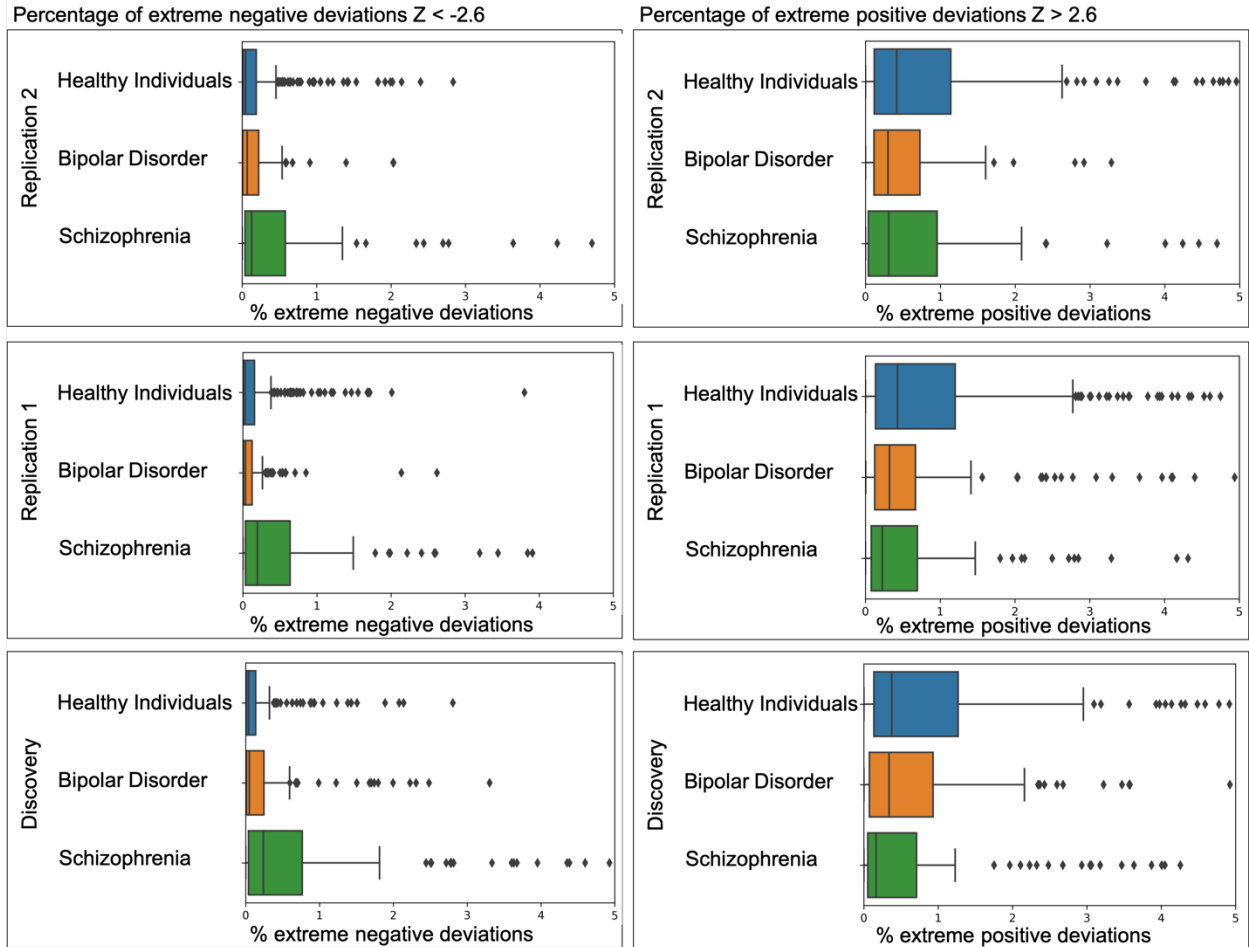 Percentage of extreme negative deviations Z < -2.6
Percentage of extreme positive deviations Z > 2.6
Replication 2
Healthy Individuals
Bipolar Disorder
Schizophrenia
0 1 2 3 4 5
% extreme negative deviations
Replication 2
Healthy Individuals
Bipolar Disorder
Schizophrenia
0 1 2 3 4 5
% extreme positive deviations
Replication 1
Healthy Individuals
Bipolar Disorder
Schizophrenia
0 1 2 3 4 5
% extreme negative deviations
Replication 1
Healthy Individuals
Bipolar Disorder
Schizophrenia
0 1 2 3 4 5
% extreme positive deviations
Discovery
Healthy Individuals
Bipolar Disorder
Schizophrenia
0 1 2 3 4 5
% extreme negative deviations
Discovery
Healthy Individuals
Bipolar Disorder
Schizophrenia
0 1 2 3 4 5
% extreme positive deviations